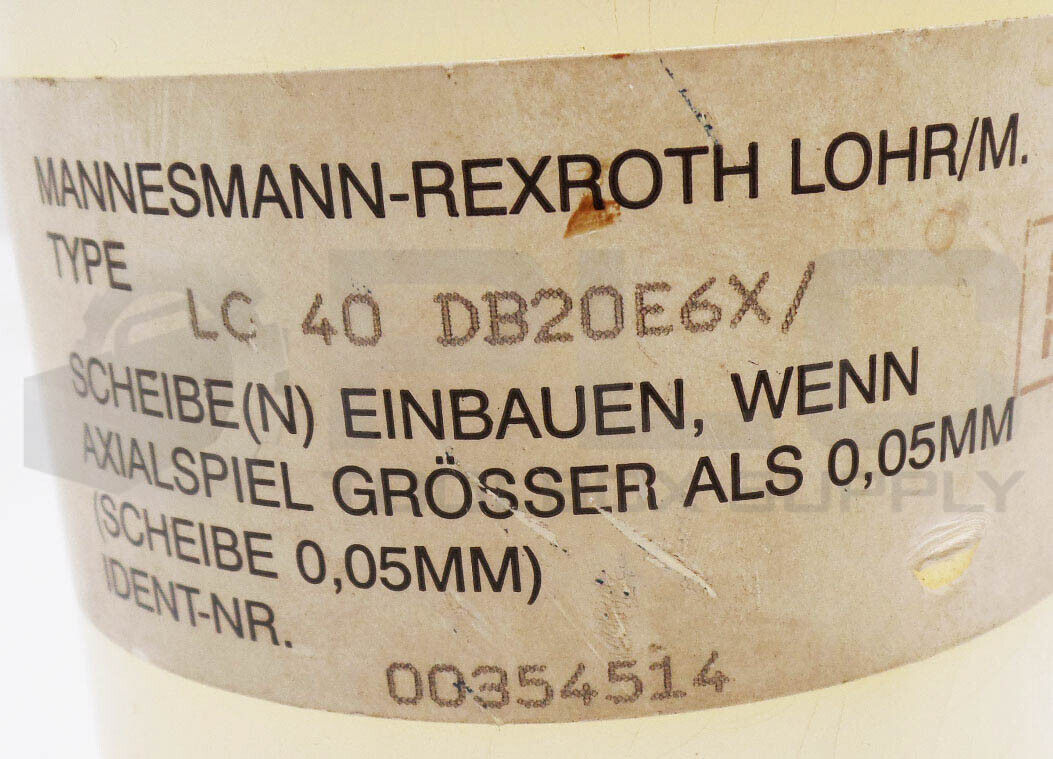 MANNESMANN-REXROTH LOHR/M.
TYPE
LC 40 DB20E6X/
SCHEIBE(N) EINBAUEN, WENN
AXIALSPIEL GRÖSSER ALS 0,05MM
(SCHEIBE 0,05MM)
IDENT-NR.
00354514
SUPPLY